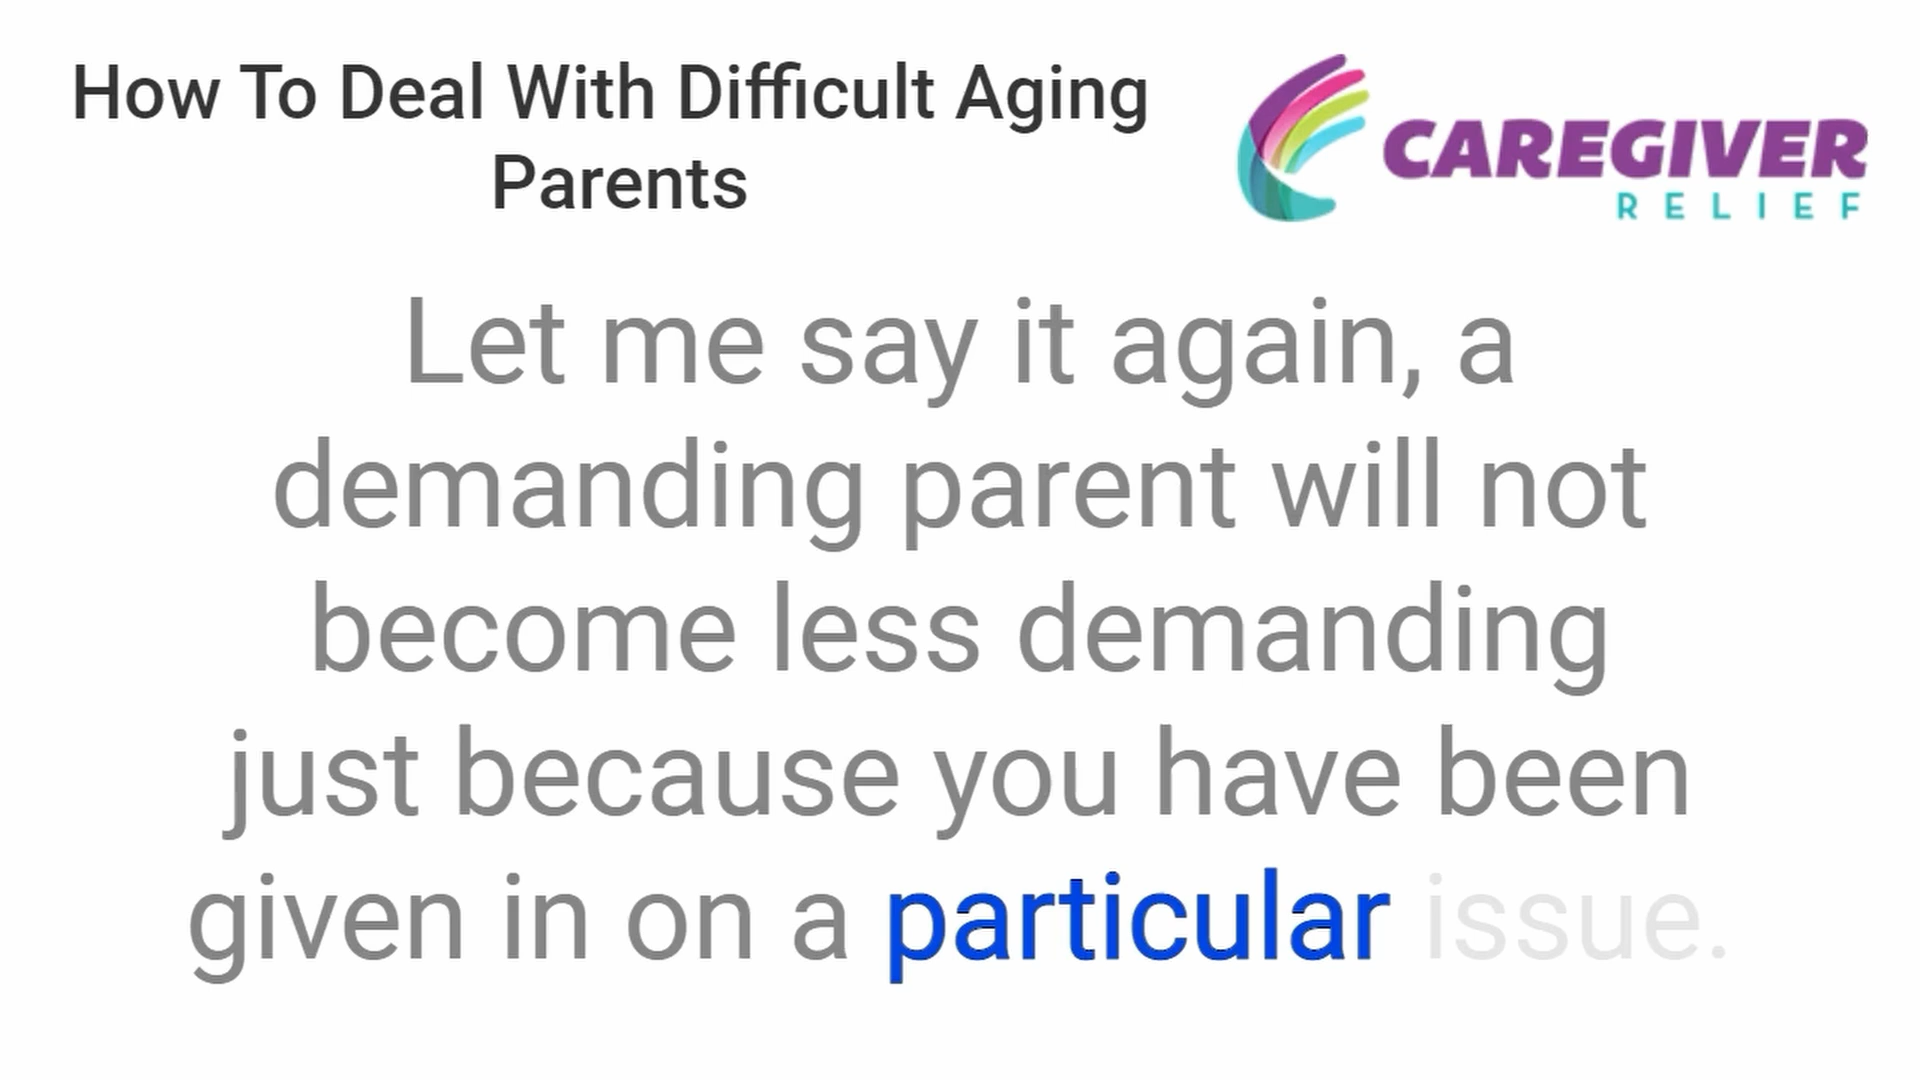 How To Deal With Difficult Aging
Parents
CAREGIVER
RELIEF
Let me say it again, a
demanding parent will not
become less demanding
just because you have been
given in on a particular issue.